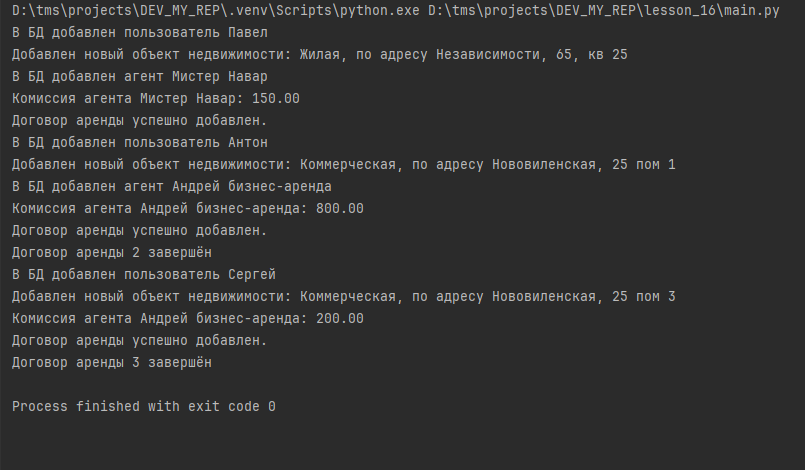 D:\tms\projects\DEV_MY_REP\.venv\Scripts\python.exe D:\tms\projects\DEV_MY_REP\lesson_16\main.py
В БД добавлен пользователь Павел
Добавлен новый объект недвижимости: Жилая, по адресу Независимости, 65, кв 25
В БД добавлен агент Мистер Навар
Комиссия агента Мистер Навар: 150.00
Договор аренды успешно добавлен.
В БД добавлен пользователь Антон
Добавлен новый объект недвижимости: Коммерческая, по адресу Нововиленская, 25 пом 1
В БД добавлен агент Андрей бизнес-аренда
Комиссия агента Андрей бизнес-аренда: 800.00
Договор аренды успешно добавлен.
Договор аренды 2 завершён
В БД добавлен пользователь Сергей
Добавлен новый объект недвижимости: Коммерческая, по адресу Нововиленская, 25 пом 3
Комиссия агента Андрей бизнес-аренда: 200.00
Договор аренды успешно добавлен.
Договор аренды 3 завершён
Process finished with exit code 0